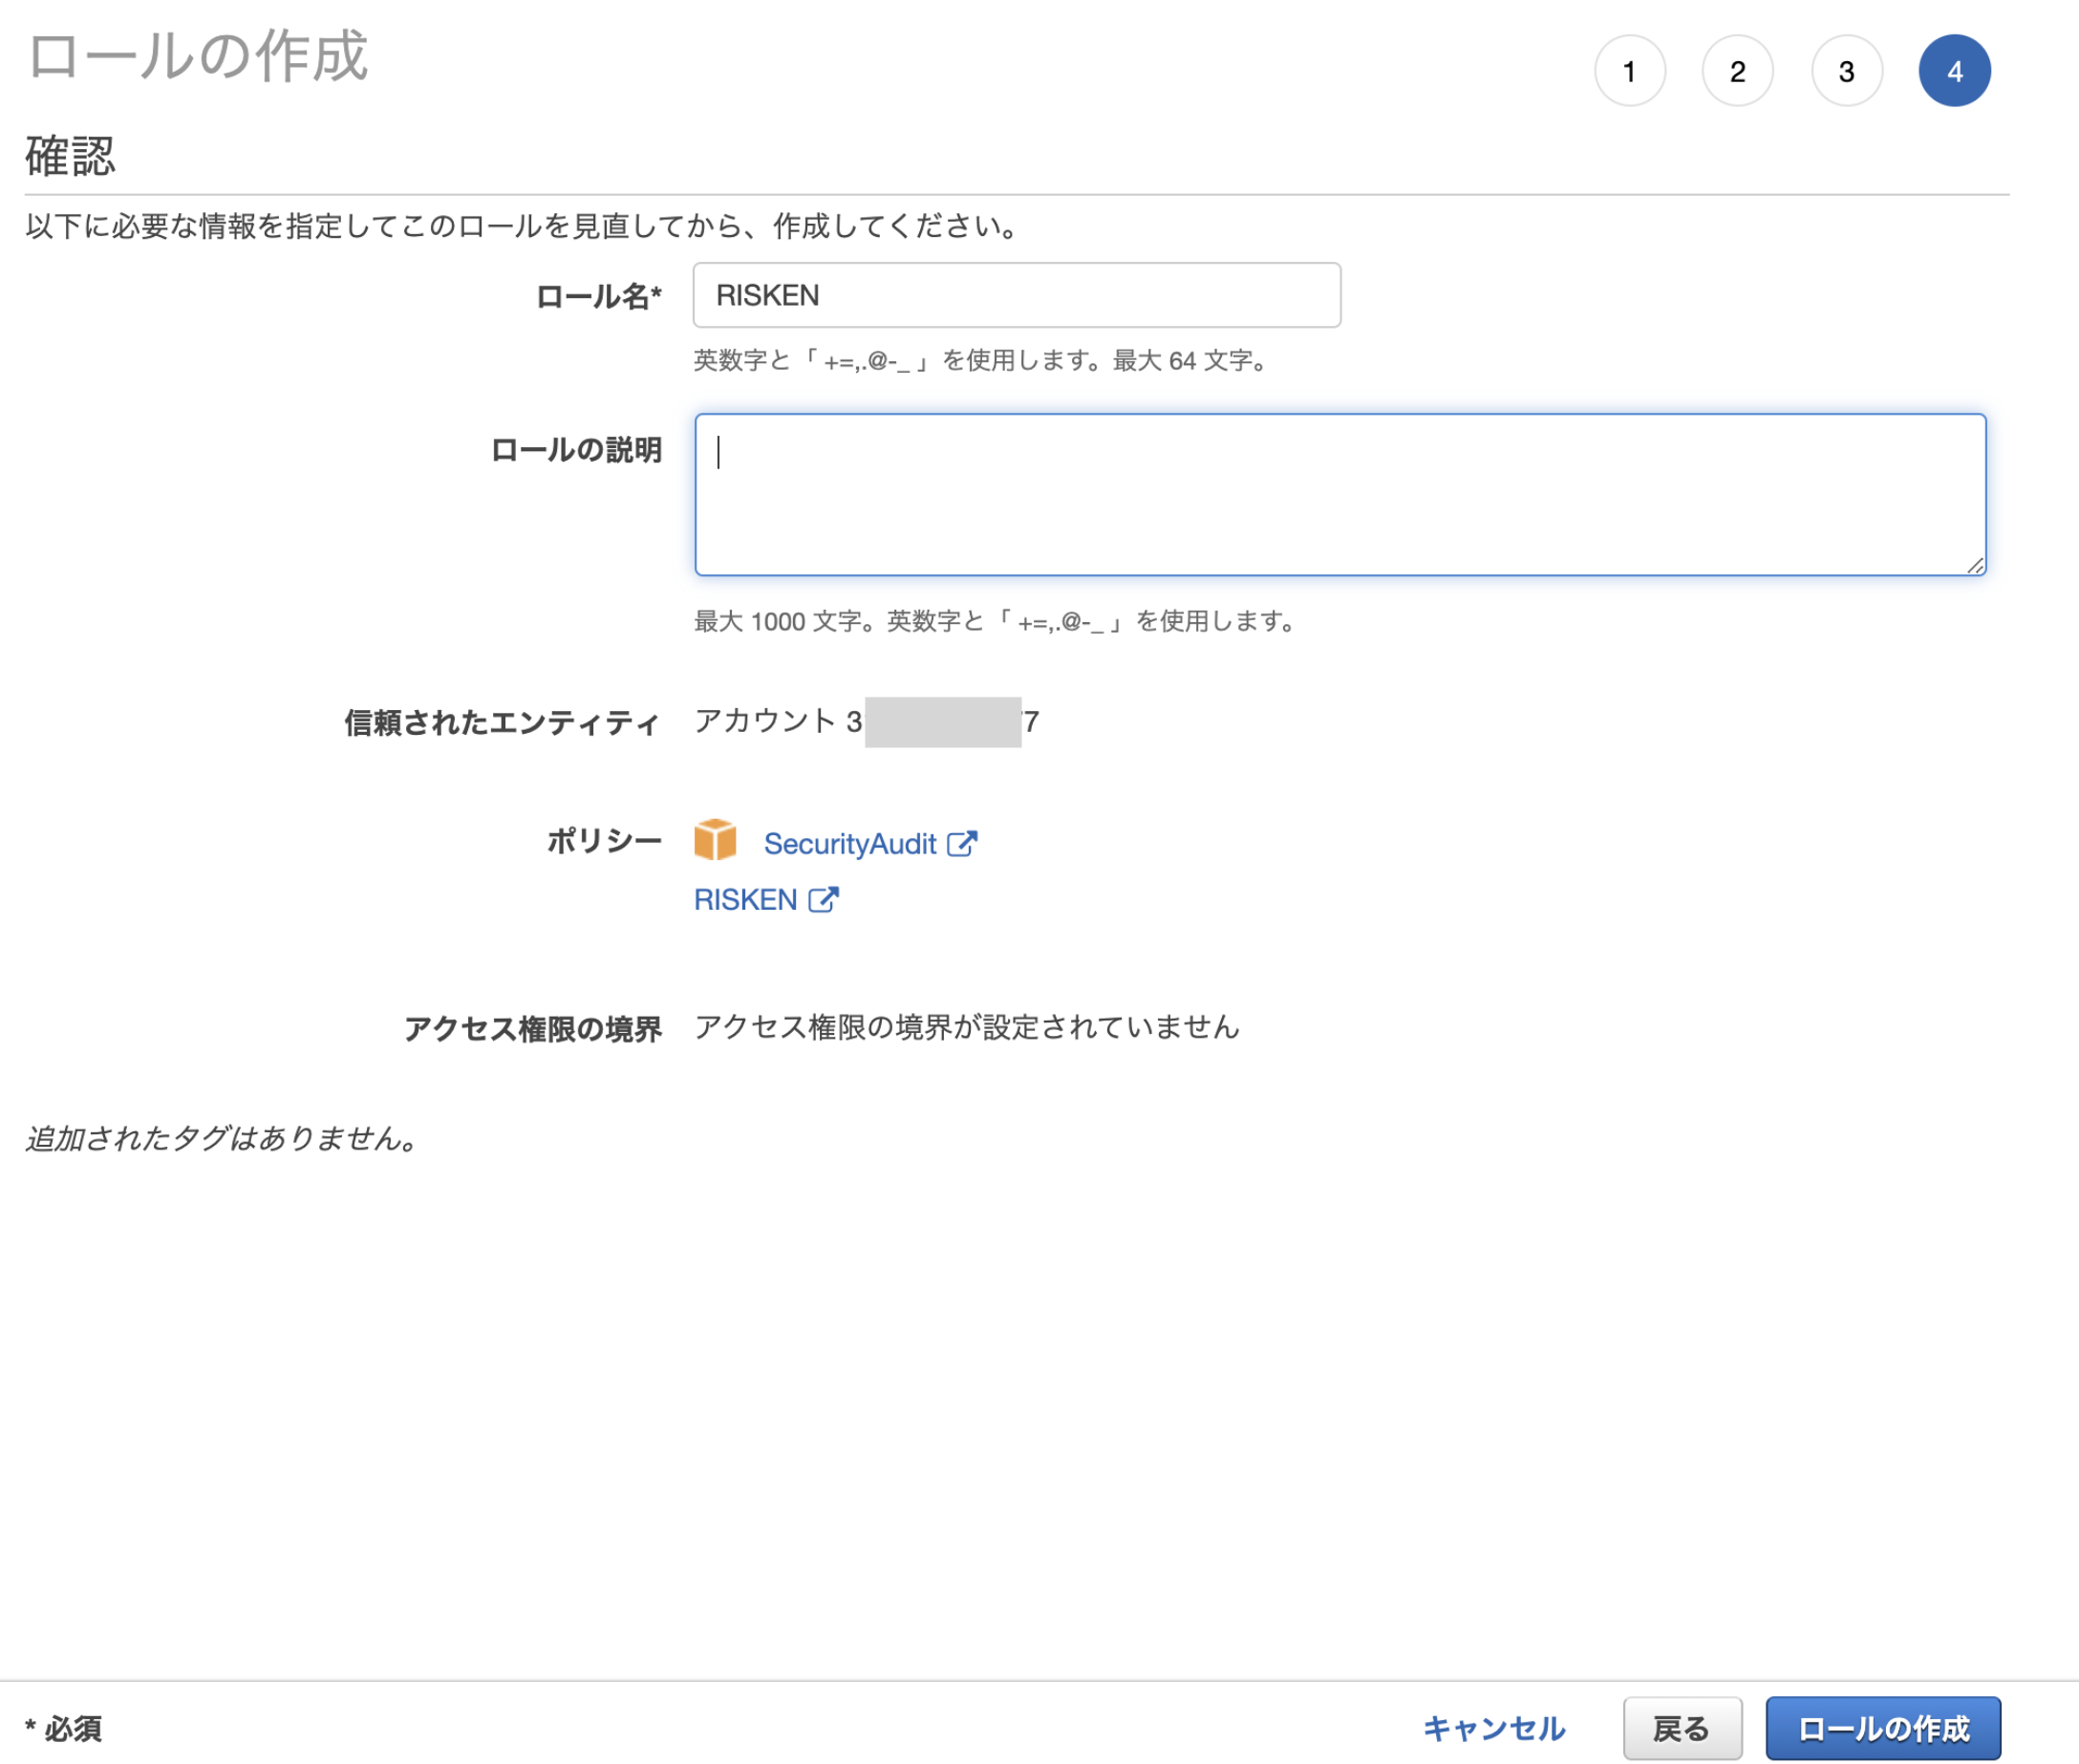 ロールの作成
1 2 3 4
確認
以下に必要な情報を指定してこのロールを見直してから、作成してください。
ロール名* RISKEN
英数字と「 +=,.@-_ 」を使用します。最大 64 文字。
ロールの説明
最大 1000 文字。英数字と「 +=,.@-_ 」を使用します。
信頼されたエンティティ アカウント 3 7
ポリシー SecurityAudit
RISKEN
アクセス権限の境界 アクセス権限の境界が設定されていません
追加されたタグはありません。
* 必須 キャンセル 戻る ロールの作成